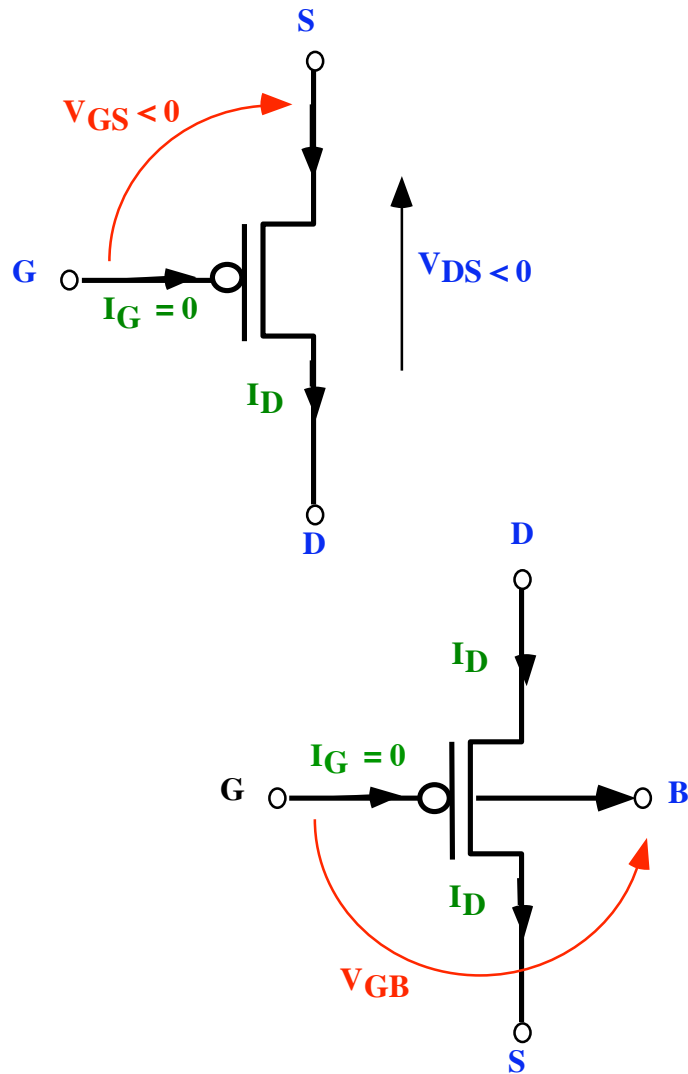 S
VGS < 0
G
IG = 0
VDS < 0
ID
D
D
ID
IG = 0
G
B
ID
VGB
S